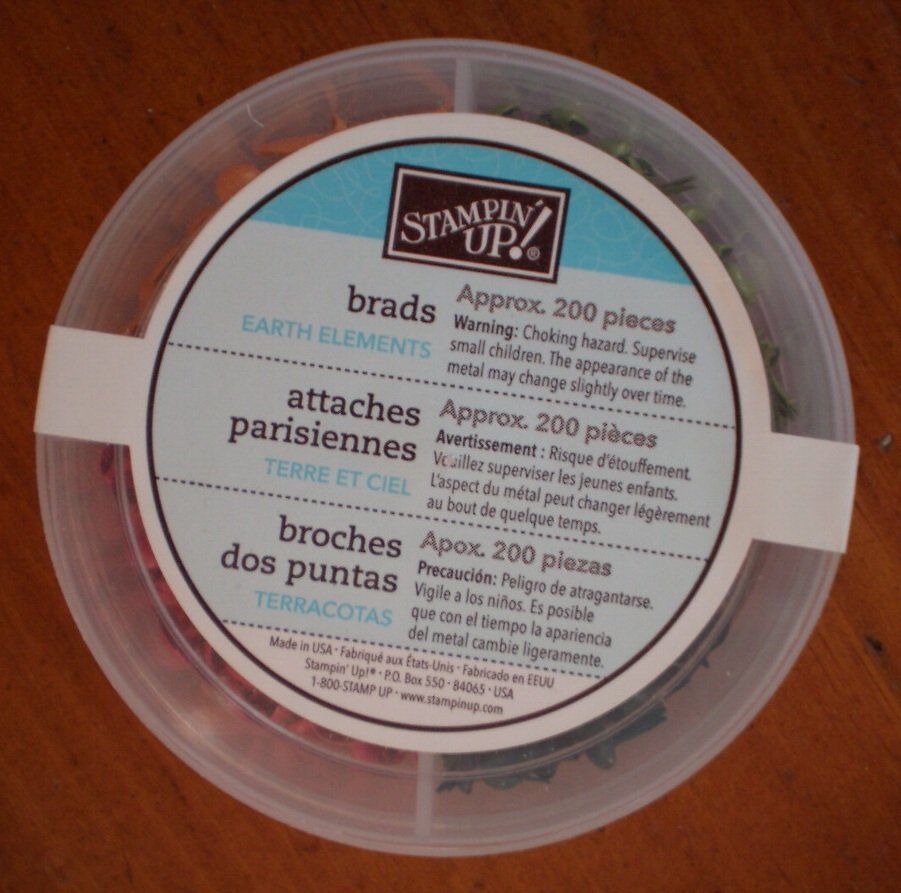 STAMPIN'
UP!®
brads
EARTH ELEMENTS
Approx. 200 pieces
Warning: Choking hazard. Supervise
small children. The appearance of the
metal may change slightly over time.
attaches
parisiennes
TERRE ET CIEL
Approx. 200 pièces
Avertissement : Risque d'étouffement.
Veuillez superviser les jeunes enfants.
L'aspect du métal peut changer légèrement
au bout de quelque temps.
broches
dos puntas
TERRACOTAS
Apox. 200 piezas
Precaución: Peligro de atragantarse.
Vigile a los niños. Es posible
que con el tiempo la apariencia
del metal cambie ligeramente.
Made in USA · Fabriqué aux États-Unis · Fabricado en EEUU
Stampin' Up!® · P.O. Box 550 · 84065 · USA
1-800-STAMP UP · www.stampinup.com